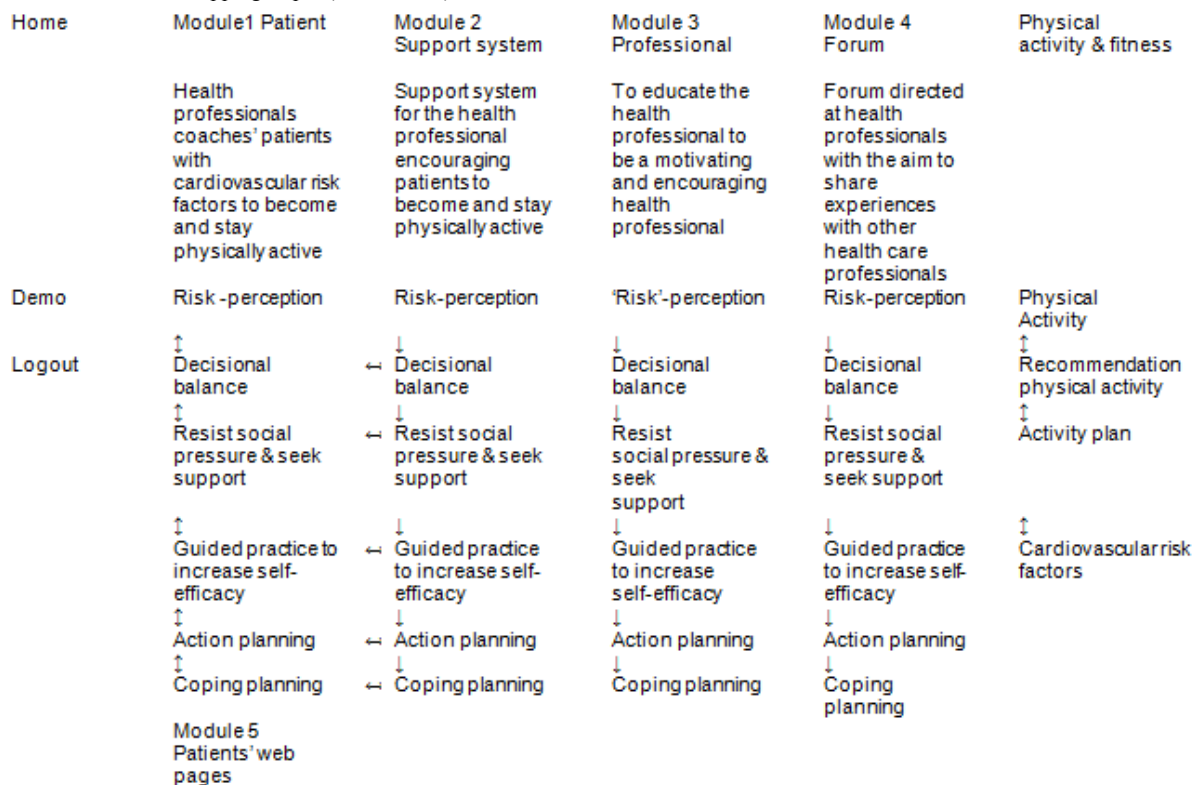 Home
Module1 Patient
Module 2
Support system
Module 3
Professional
Module 4
Forum
Physical
activity & fitness
Health
professionals
coaches' patients
with
cardiovascular risk
factors to become
and stay
physically active
Support system
for the health
professional
encouraging
patients to
become and stay
physically active
To educate the
health
professional to
be a motivating
and encouraging
health
professional
Forum directed
at health
professionals
with the aim to
share
experiences
with other
health care
professionals
Demo
Risk -perception
Risk-perception
‘Risk’-perception
Risk-perception
Physical
Activity
↕
↓
↓
↓
↕
Logout
Decisional
balance
↤ Decisional
balance
Decisional
balance
Decisional
balance
Recommendation
physical activity
↕
↓
↓
↓
↕
Resist social
pressure & seek
support
↤ Resist social
pressure & seek
support
Resist
social pressure &
seek
support
Resist social
pressure &
seek support
Activity plan
↕
↓
↓
↓
↕
Guided practice to
increase self-
efficacy
↤ Guided practice
to increase self-
efficacy
Guided practice
to increase
self-efficacy
Guided practice
to increase self-
efficacy
Cardiovascular risk
factors
↕
↓
↓
↓
Action planning
↤ Action planning
Action planning
Action planning
↕
↓
↓
↓
Coping planning
↤ Coping planning
Coping planning
Coping
planning
Module 5
Patients' web
pages